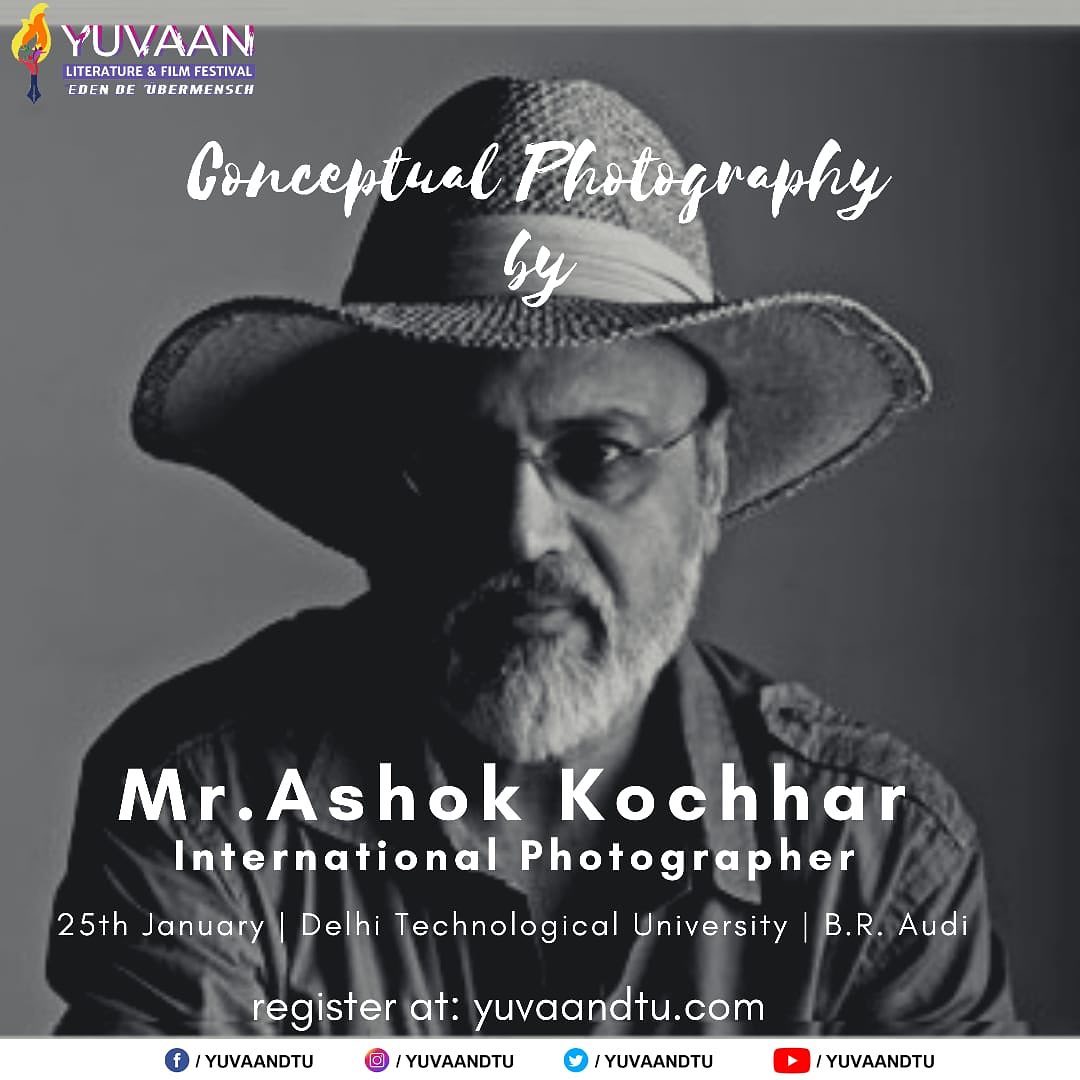 YUVAAN
LITERATURE & FILM FESTIVAL
EDEN DE ÜBERMENSCH
Conceptual Photography
by
Mr.Ashok Kochhar
International Photographer
25th January | Delhi Technological University | B.R. Audi
register at: yuvaandtu.com
/ YUVAANDTU / YUVAANDTU / YUVAANDTU / YUVAANDTU